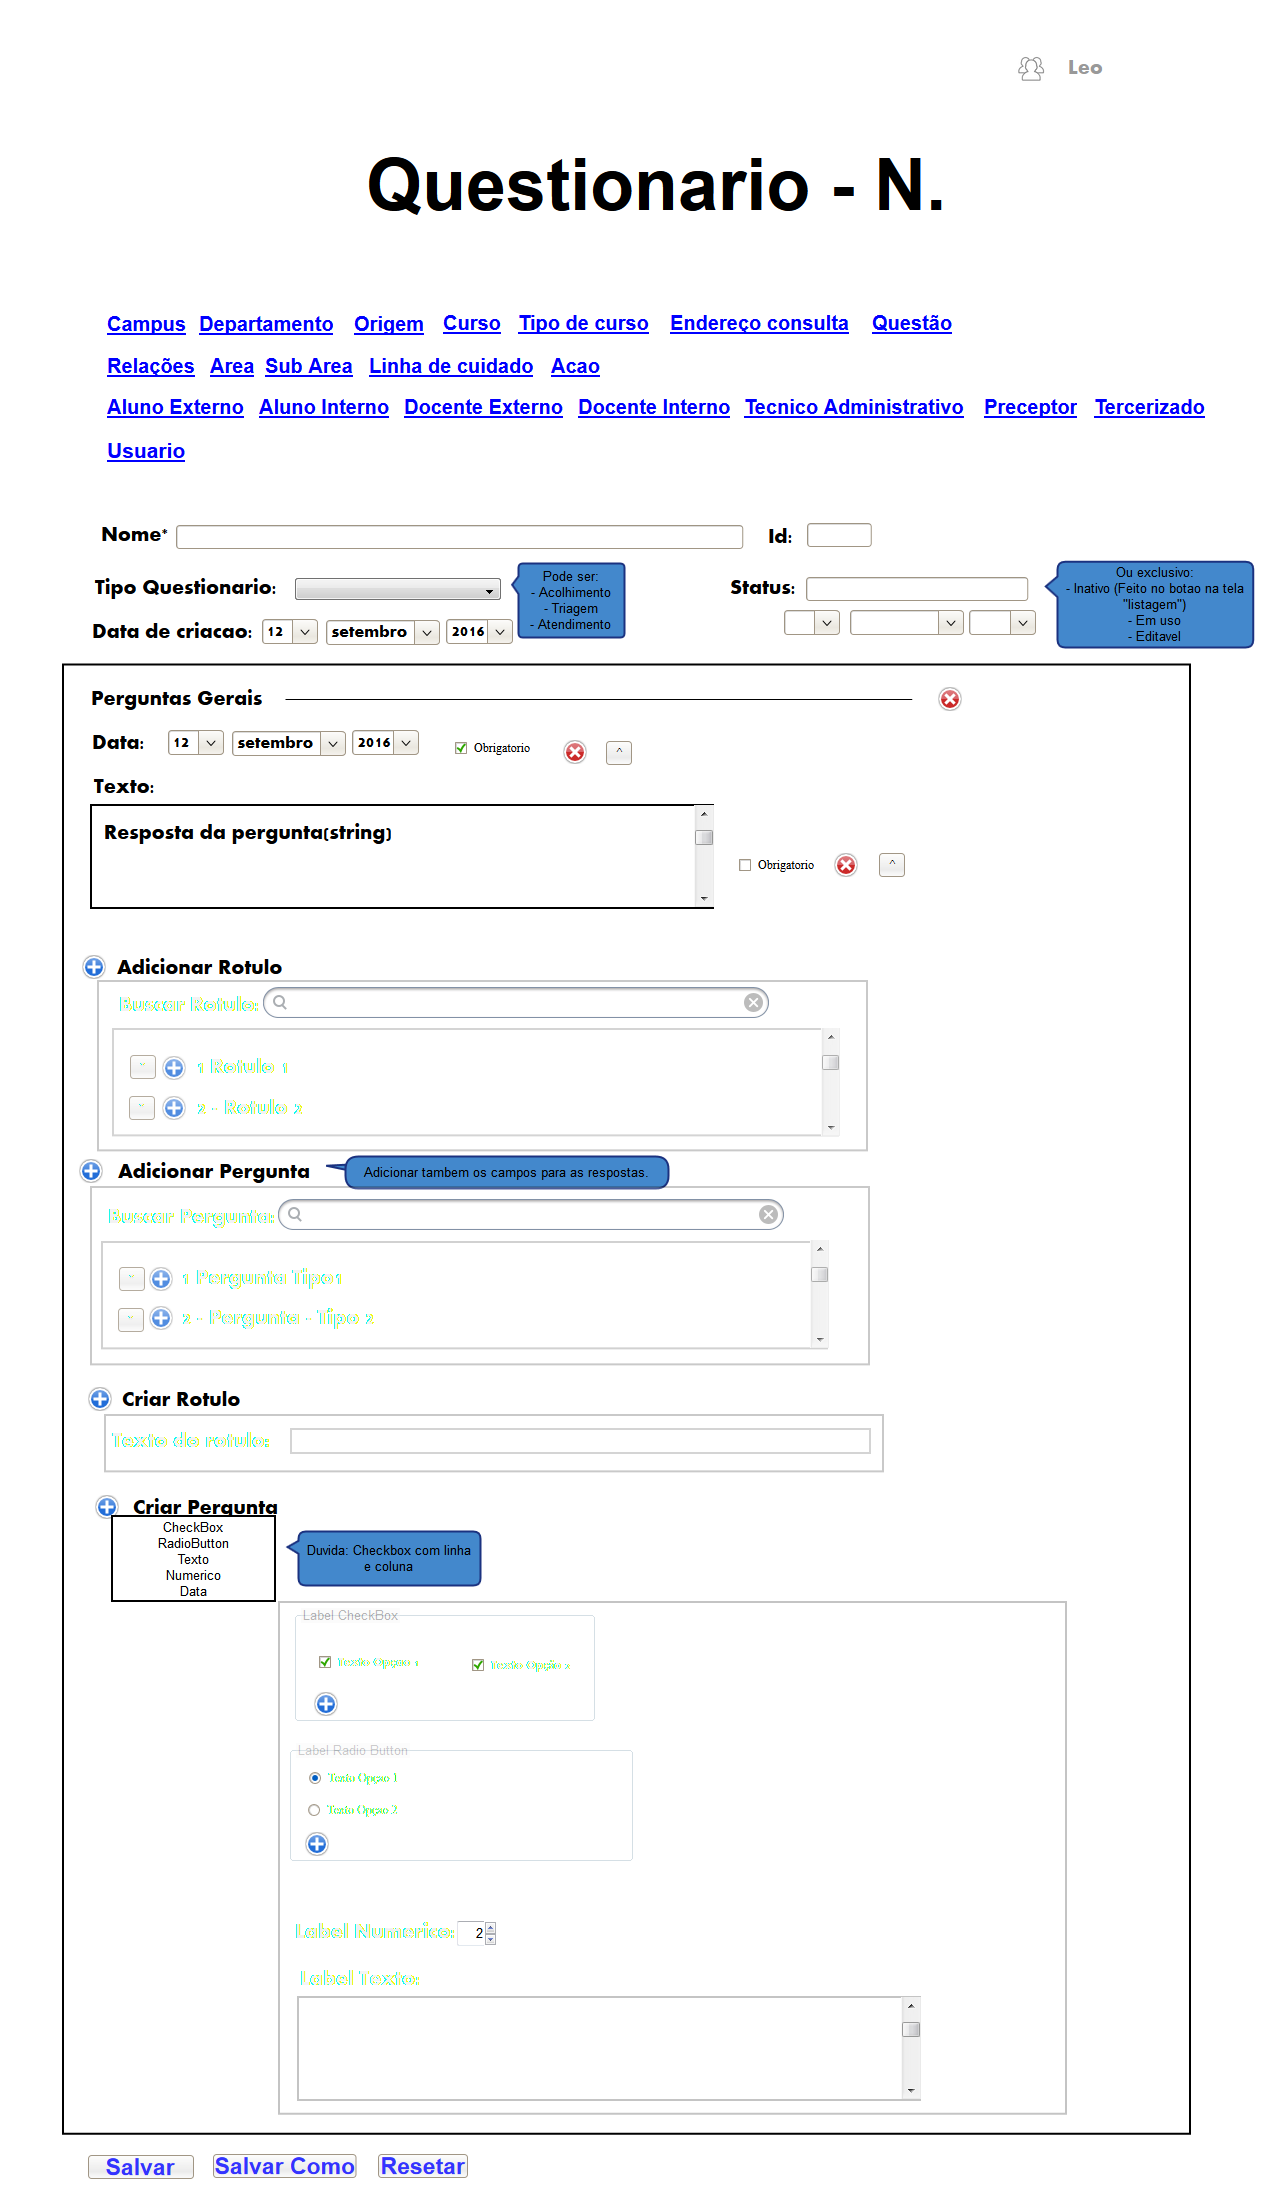 Leo
Questionario - N.
Campus Departamento Origem Curso Tipo de curso Endereço consulta Questão
Relações Area Sub Area Linha de cuidado Acao
Aluno Externo Aluno Interno Docente Externo Docente Interno Tecnico Administrativo Preceptor Tercerizado
Usuario
Nome* Id:
Tipo Questionario:
Pode ser:
- Acolhimento
- Triagem
- Atendimento
Status:
Ou exclusivo:
- Inativo (Feito no botao na tela
"listagem")
- Em uso
- Editavel
Data de criacao: 12 setembro 2016
Perguntas Gerais
Data: 12 setembro 2016 Obrigatorio ^
Texto:
Resposta da pergunta(string)
Obrigatorio ^
Adicionar Rotulo
Buscar Rotulo:
1 Rotulo 1
2 - Rotulo 2
Adicionar Pergunta
Adicionar tambem os campos para as respostas.
Buscar Pergunta:
1 Pergunta Tipo1
2 - Pergunta - Tipo 2
Criar Rotulo
Texto do rotulo:
Criar Pergunta
CheckBox
RadioButton
Texto
Numerico
Data
Duvida: Checkbox com linha
e coluna
Label CheckBox
Texto Opçao 1 Texto Opção 2
Label Radio Button
Texto Opçao 1
Texto Opçao 2
Label Numerico: 2
Label Texto:
Salvar Salvar Como Resetar